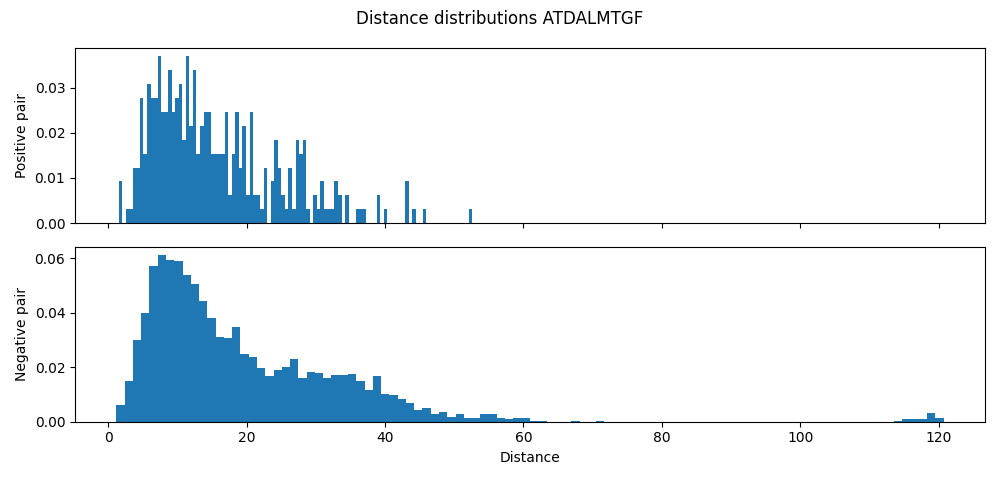 Distance distributions ATDALMTGF
Positive pair
0.03
0.02
0.01
0.00
Negative pair
0.06
0.04
0.02
0.00
0 20 40 60 80 100 120
Distance